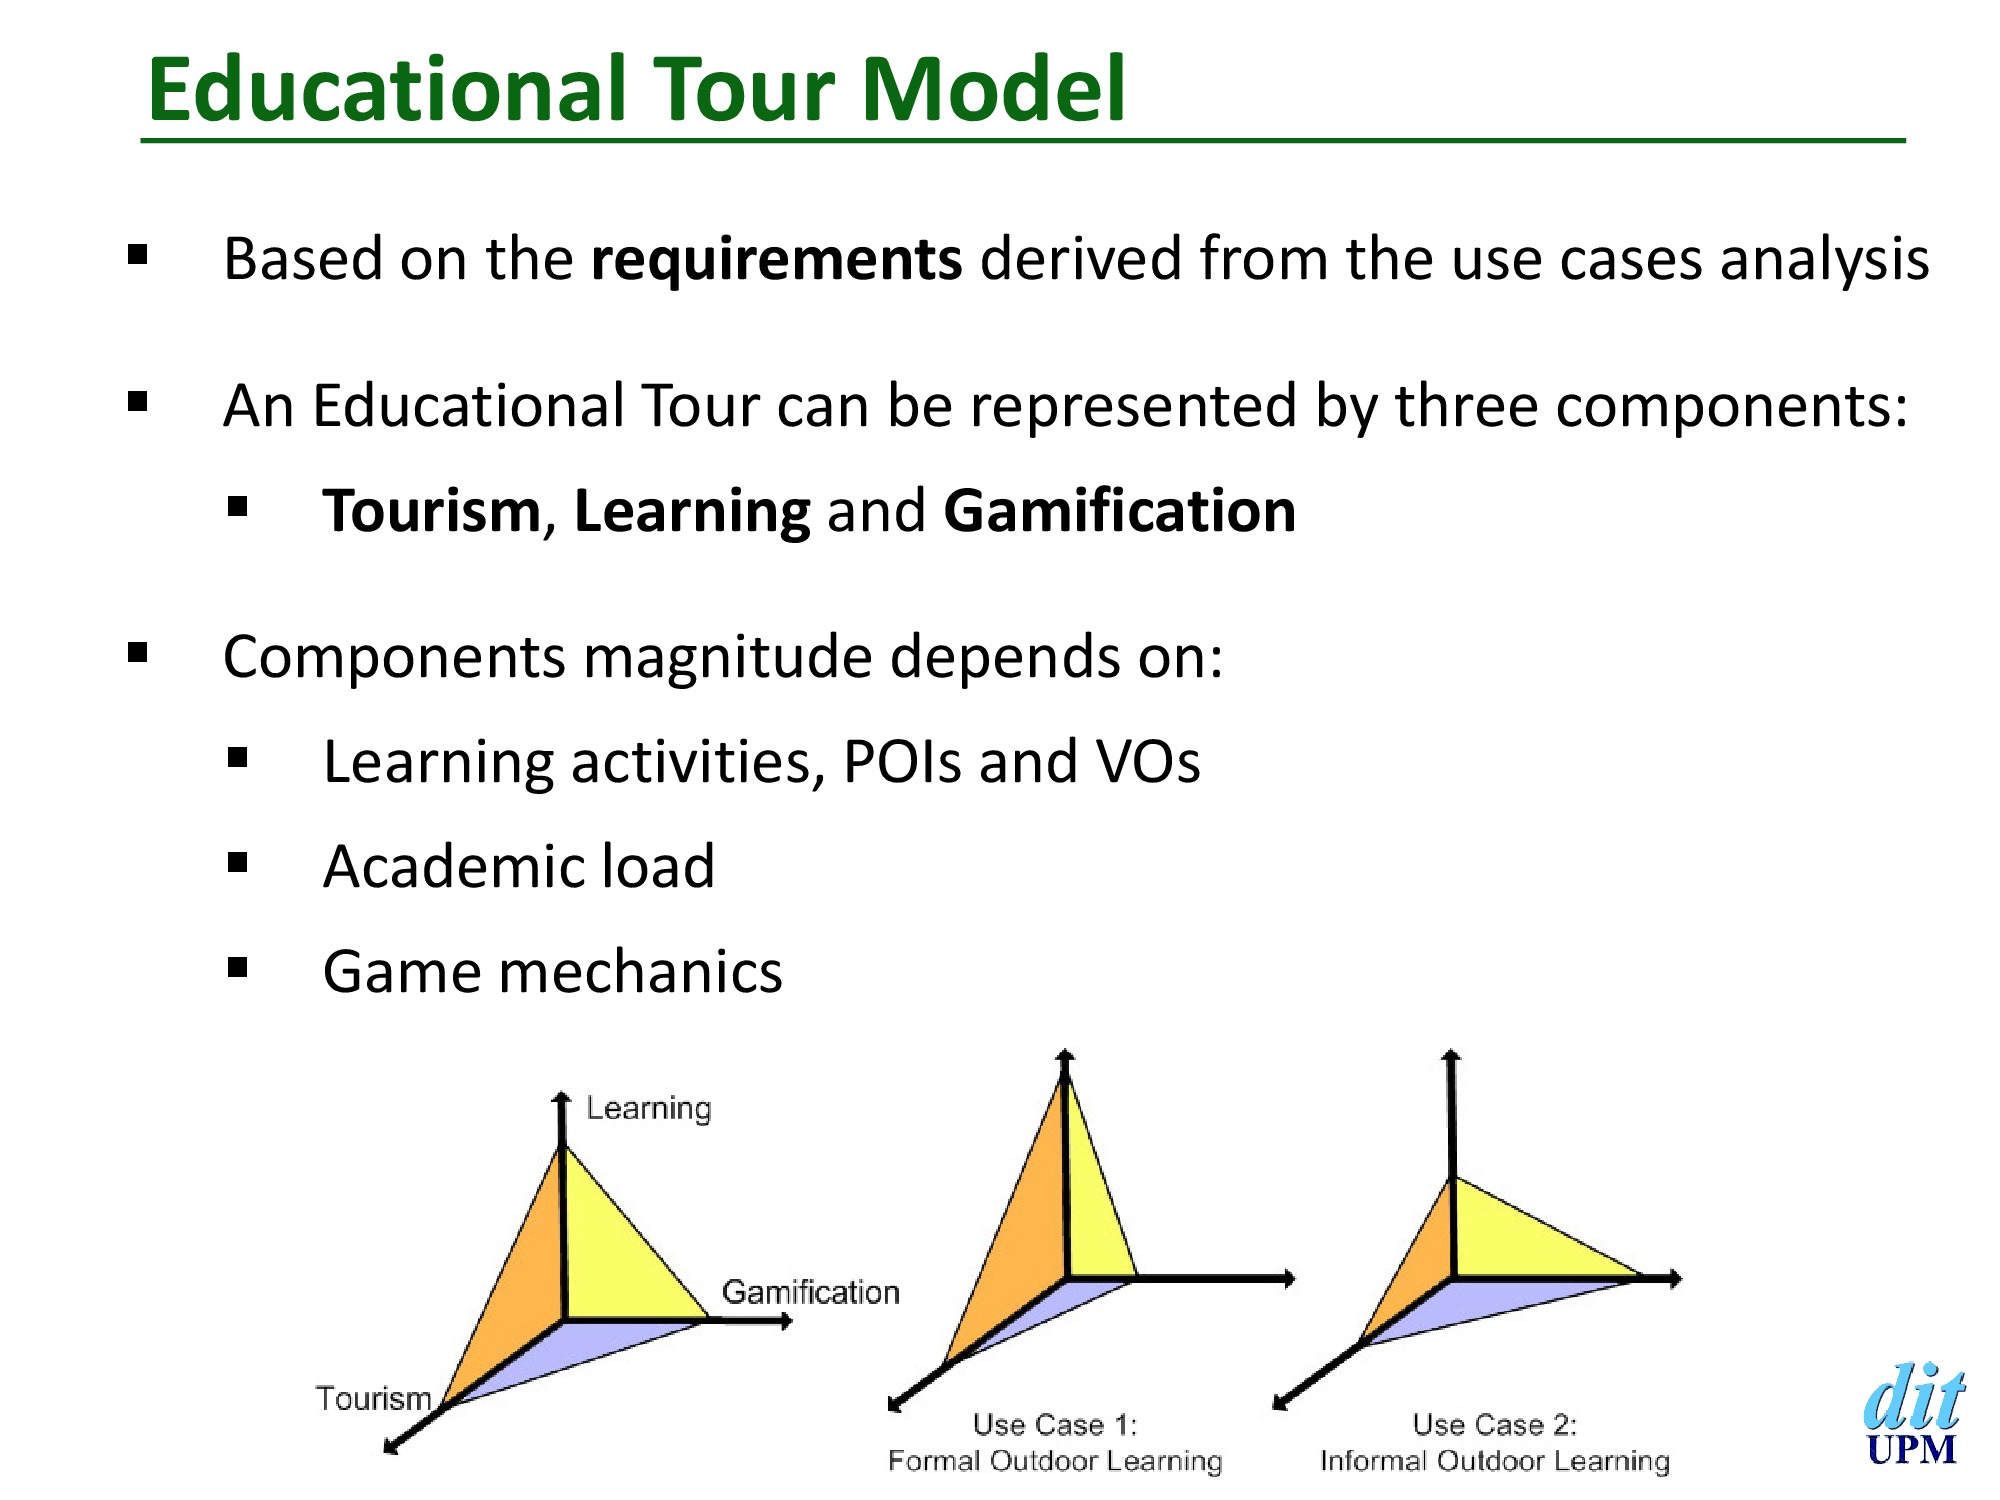 Educational Tour Model
▪ Based on the requirements derived from the use cases analysis
▪ An Educational Tour can be represented by three components:
▪ Tourism, Learning and Gamification
▪ Components magnitude depends on:
▪ Learning activities, POIs and VOs
▪ Academic load
▪ Game mechanics
Learning
Gamification
Tourism
Use Case 1:
Formal Outdoor Learning
Use Case 2:
Informal Outdoor Learning
dit
UPM